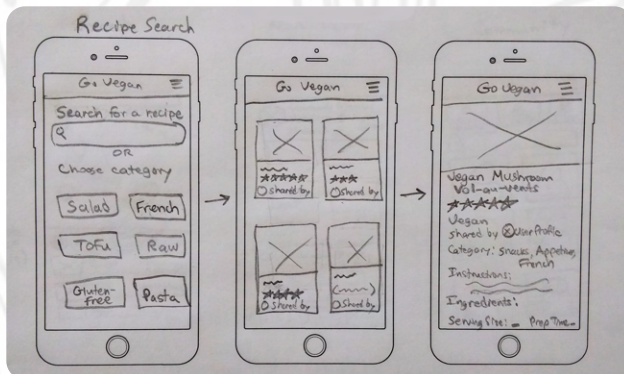 Recipe Search
Go Vegan
Search for a recipe
OR
Choose category
Salad French
Tofu Raw
Gluten-free Pasta
Go Vegan
shared by shared by
shared by shared by
Go Vegan
Vegan Mushroom
Vol-au-vents
Vegan
shared by User Profile
Category: Snacks, Appetizer,
French
Instructions:
Ingredients:
Serving Size: Prep Time